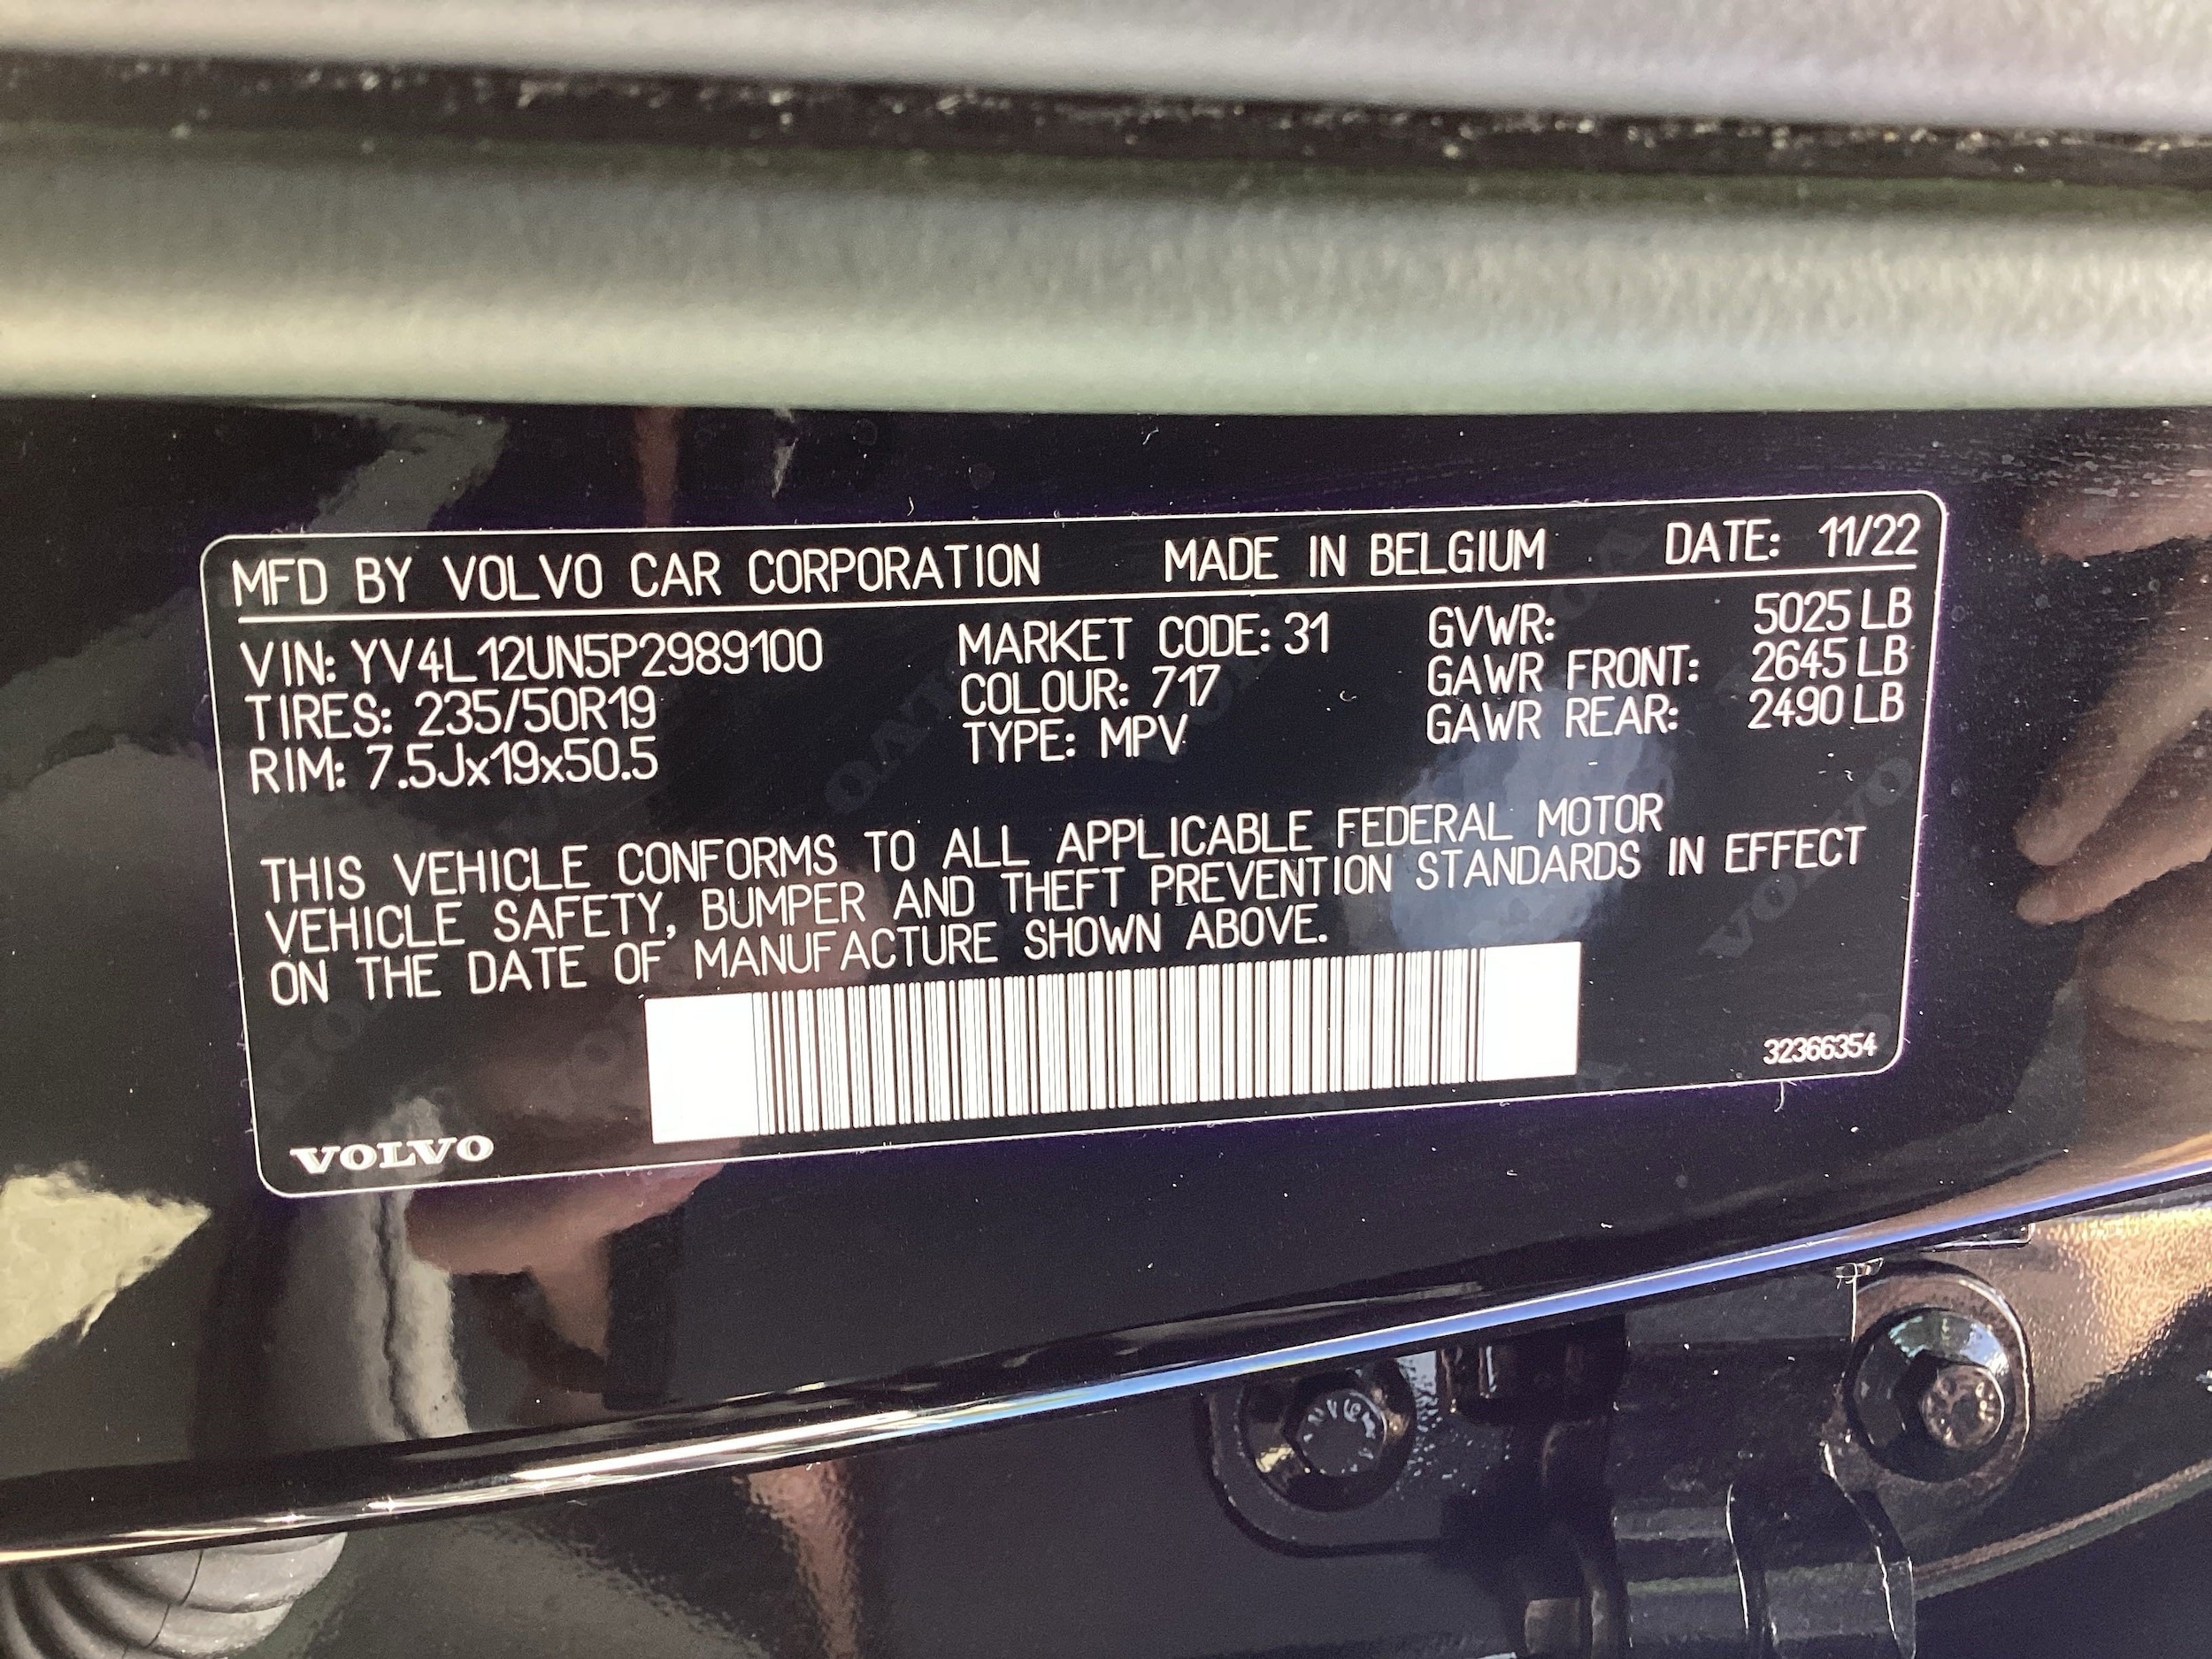 MFD BY VOLVO CAR CORPORATION MADE IN BELGIUM DATE: 11/22
VIN: YV4L12UN5P2989100 MARKET CODE: 31 GVWR: 5025 LB
TIRES: 235/50R19 COLOUR: 717 GAWR FRONT: 2645 LB
RIM: 7.5Jx19x50.5 TYPE: MPV GAWR REAR: 2490 LB
THIS VEHICLE CONFORMS TO ALL APPLICABLE FEDERAL MOTOR
VEHICLE SAFETY, BUMPER AND THEFT PREVENTION STANDARDS IN EFFECT
ON THE DATE OF MANUFACTURE SHOWN ABOVE.
32366354
VOLVO